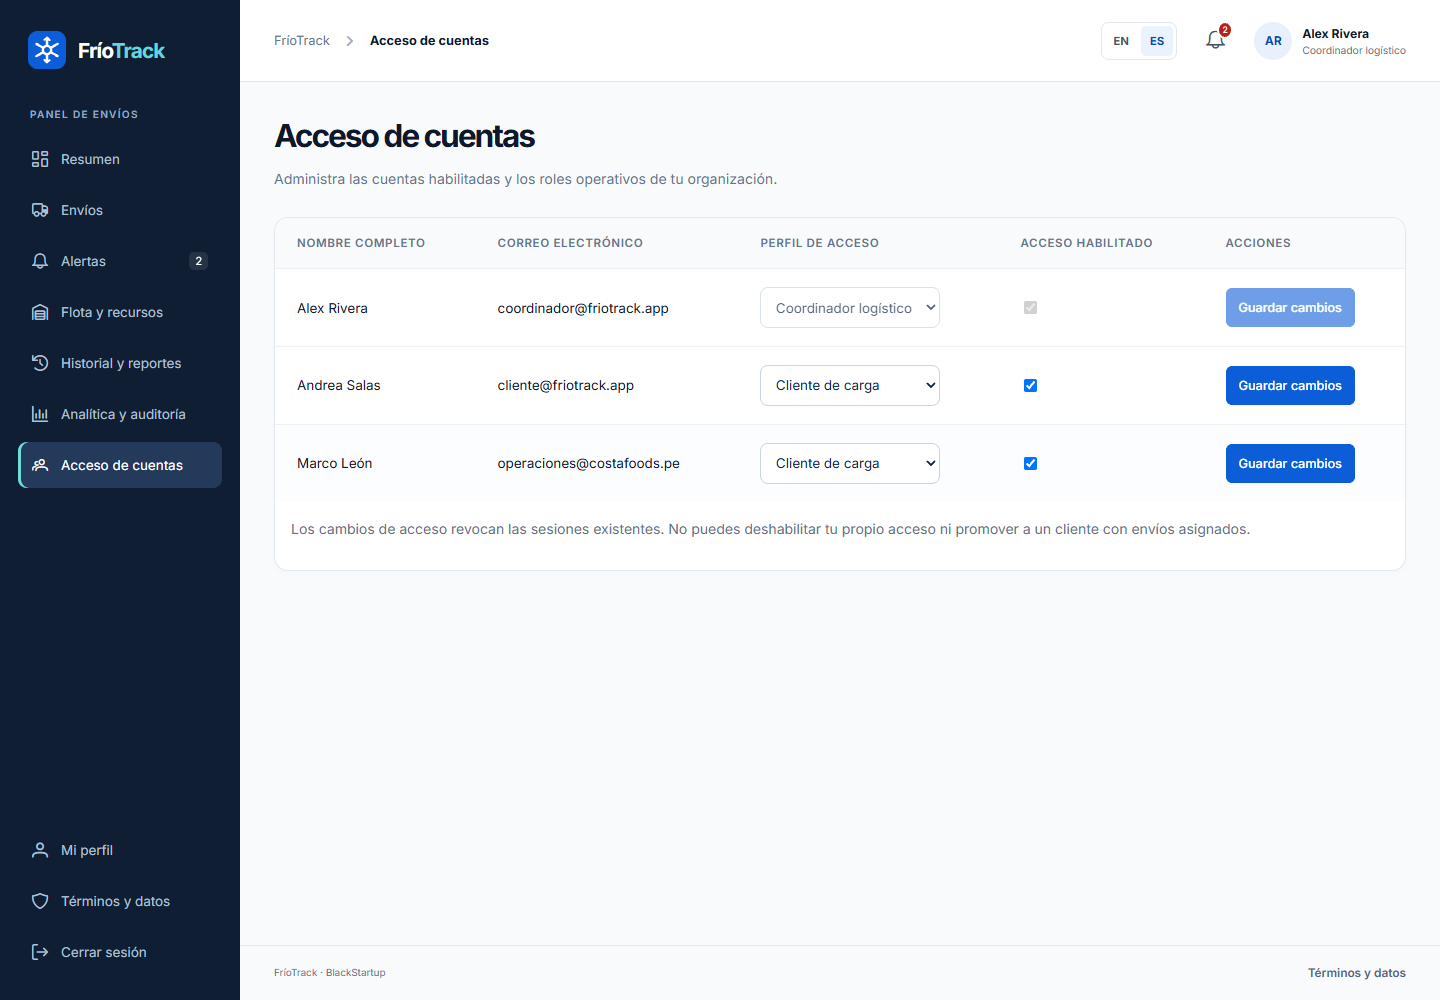 FríoTrack
PANEL DE ENVÍOS
Resumen
Envíos
Alertas 2
Flota y recursos
Historial y reportes
Analítica y auditoría
Acceso de cuentas
Mi perfil
Términos y datos
Cerrar sesión
FríoTrack Acceso de cuentas
EN ES
2
AR
Alex Rivera
Coordinador logístico
Acceso de cuentas
Administra las cuentas habilitadas y los roles operativos de tu organización.
NOMBRE COMPLETO CORREO ELECTRÓNICO PERFIL DE ACCESO ACCESO HABILITADO ACCIONES
Alex Rivera coordinador@friotrack.app Coordinador logístico Guardar cambios
Andrea Salas cliente@friotrack.app Cliente de carga Guardar cambios
Marco León operaciones@costafoods.pe Cliente de carga Guardar cambios
Los cambios de acceso revocan las sesiones existentes. No puedes deshabilitar tu propio acceso ni promover a un cliente con envíos asignados.
FríoTrack · BlackStartup Términos y datos